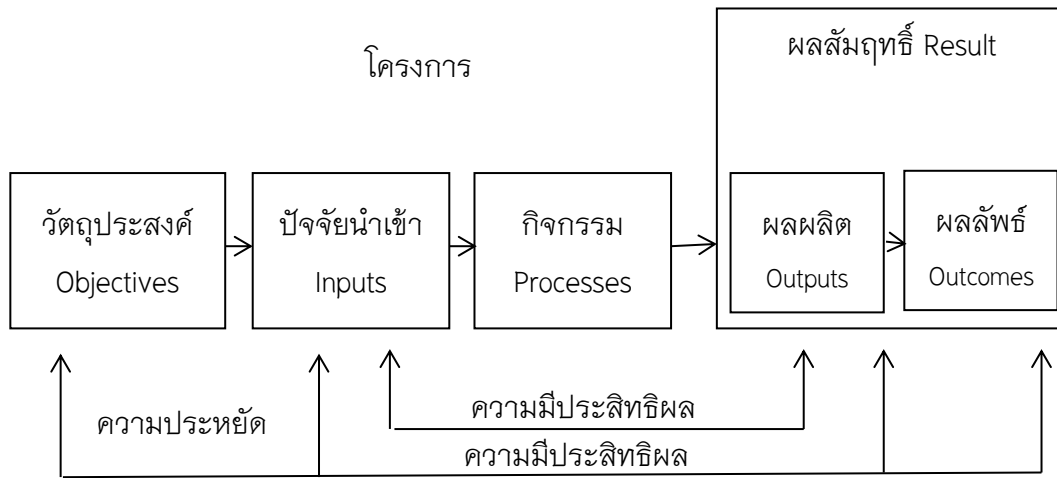 ผลสัมฤทธิ์ Result
โครงการ
วัตถุประสงค์
Objectives
ปัจจัยนำเข้า
Inputs
กิจกรรม
Processes
ผลผลิต
Outputs
ผลลัพธ์
Outcomes
ความประหยัด
ความมีประสิทธิผล
ความมีประสิทธิผล